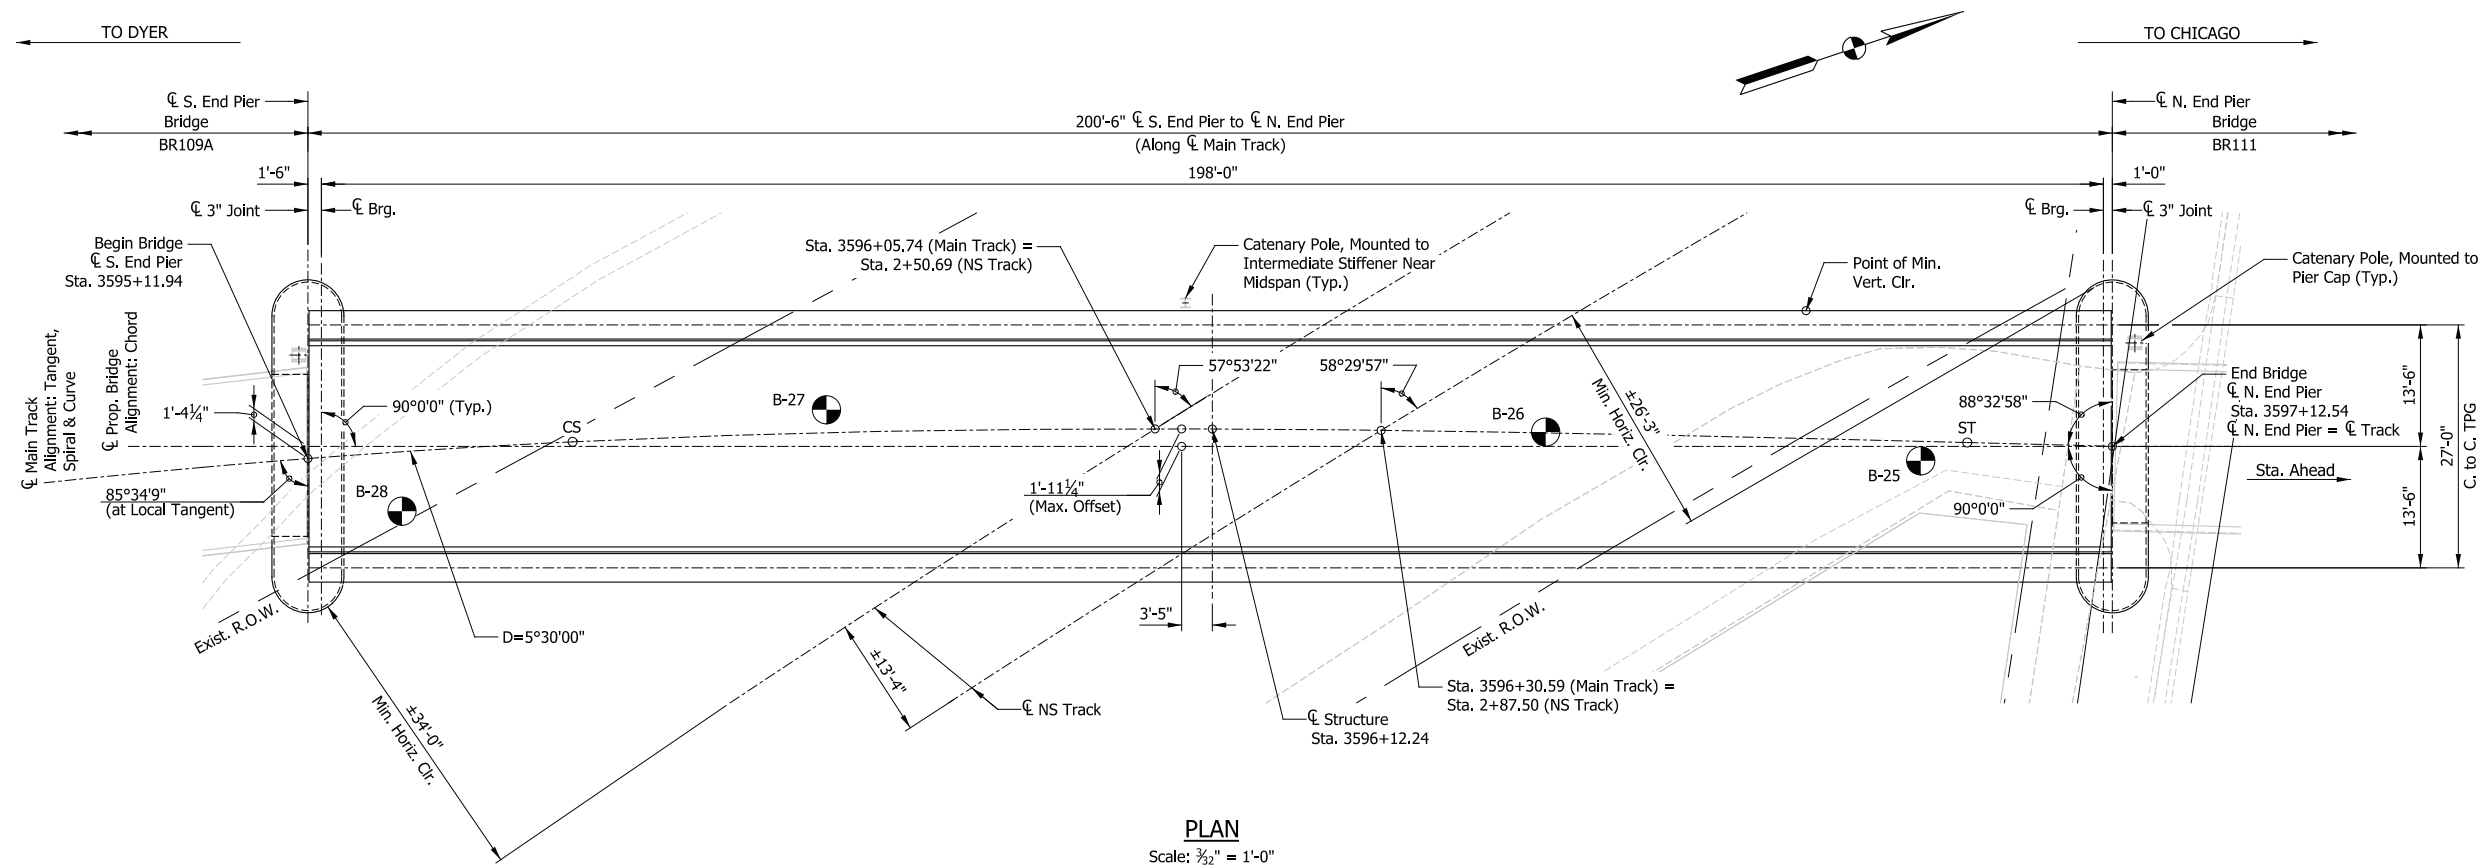 TO DYER
TO CHICAGO
℄ S. End Pier
℄ N. End Pier
Bridge
BR109A
200'-6" ℄ S. End Pier to ℄ N. End Pier
(Along ℄ Main Track)
Bridge
BR111
1'-6"
198'-0"
1'-0"
℄ 3" Joint
℄ Brg.
℄ Brg.
℄ 3" Joint
Begin Bridge
℄ S. End Pier
Sta. 3595+11.94
Sta. 3596+05.74 (Main Track) =
Sta. 2+50.69 (NS Track)
Catenary Pole, Mounted to
Intermediate Stiffener Near
Midspan (Typ.)
Point of Min.
Vert. Clr.
Catenary Pole, Mounted to
Pier Cap (Typ.)
℄ Main Track
Alignment: Tangent,
Spiral & Curve
℄ Prop. Bridge
Alignment: Chord
1'-4¼"
90°0'0" (Typ.)
CS
B-27
57°53'22"
58°29'57"
B-26
±26'-3"
Min. Horiz. Clr.
88°32'58"
ST
End Bridge
℄ N. End Pier
Sta. 3597+12.54
℄ N. End Pier = ℄ Track
13'-6"
27'-0"
C. to C. TPG
13'-6"
Sta. Ahead
85°34'9"
(at Local Tangent)
B-28
1'-11¼"
(Max. Offset)
B-25
90°0'0"
Exist. R.O.W.
D=5°30'00"
3'-5"
Exist. R.O.W.
±34'-0"
Min. Horiz. Clr.
±13'-4"
℄ NS Track
℄ Structure
Sta. 3596+12.24
Sta. 3596+30.59 (Main Track) =
Sta. 2+87.50 (NS Track)
PLAN
Scale: 3⁄32" = 1'-0"